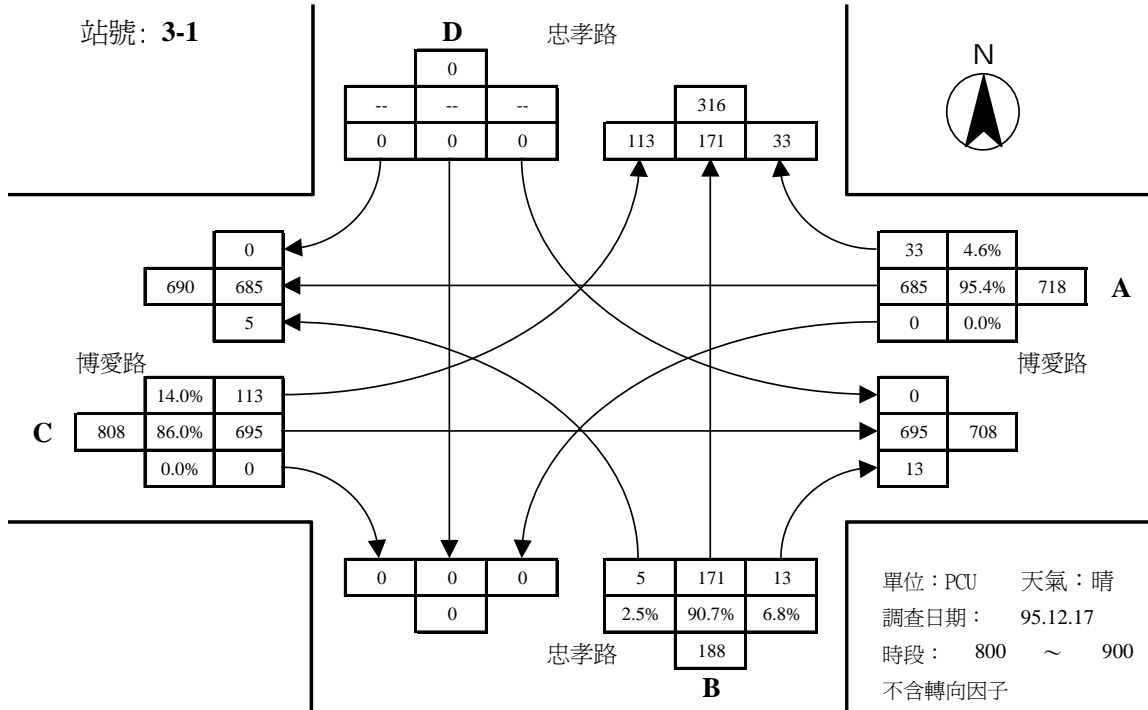 站號: 3-1
D
忠孝路
N
0
-- -- --
0 0 0
316
113 171 33
0
690 685
5
33 4.6%
685 95.4% 718
0 0.0%
A
博愛路
博愛路
C
14.0% 113
808 86.0% 695
0.0% 0
0
695 708
13
0 0 0
0
5 171 13
2.5% 90.7% 6.8%
188
忠孝路
B
單位：PCU 天氣：晴
調查日期： 95.12.17
時段： 800 ～ 900
不含轉向因子